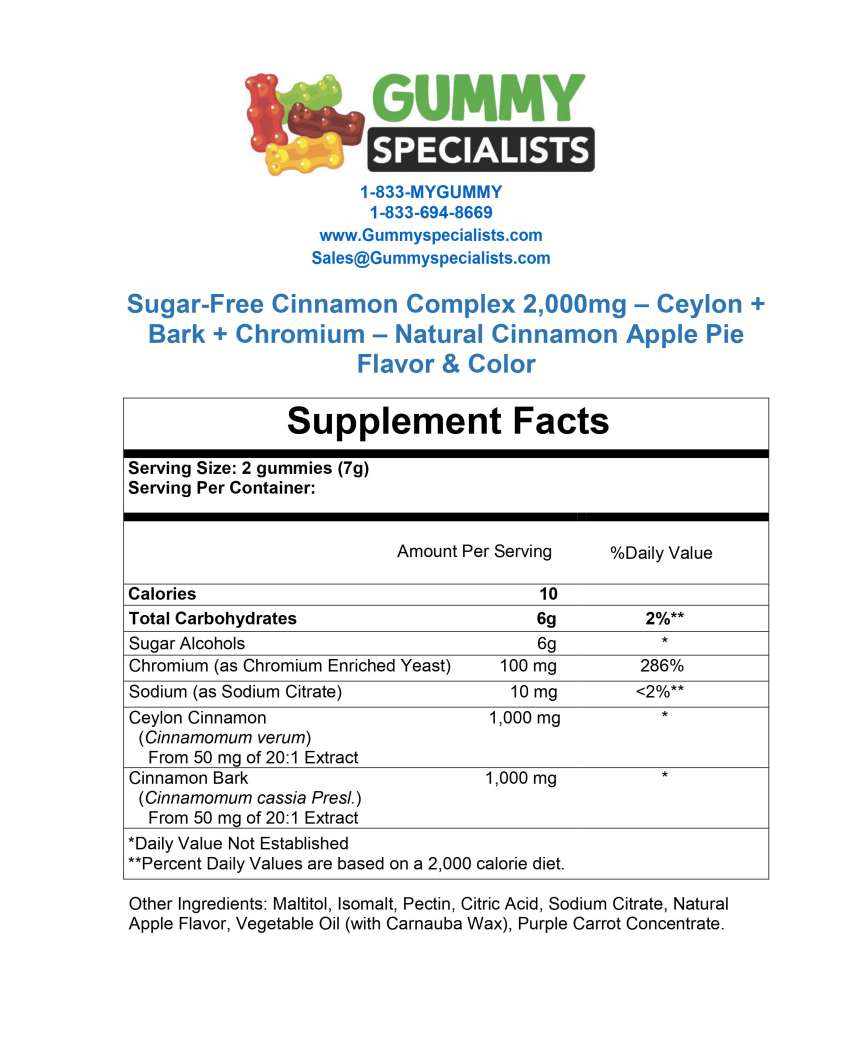 GUMMY
SPECIALISTS
1-833-MYGUMMY
1-833-694-8669
www.Gummyspecialists.com
Sales@Gummyspecialists.com
Sugar-Free Cinnamon Complex 2,000mg – Ceylon +
Bark + Chromium – Natural Cinnamon Apple Pie
Flavor & Color
Supplement Facts
Serving Size: 2 gummies (7g)
Serving Per Container:
Amount Per Serving %Daily Value
Calories 10
Total Carbohydrates 6g 2%**
Sugar Alcohols 6g *
Chromium (as Chromium Enriched Yeast) 100 mg 286%
Sodium (as Sodium Citrate) 10 mg <2%**
Ceylon Cinnamon 1,000 mg *
(Cinnamomum verum)
From 50 mg of 20:1 Extract
Cinnamon Bark 1,000 mg *
(Cinnamomum cassia Presl.)
From 50 mg of 20:1 Extract
*Daily Value Not Established
**Percent Daily Values are based on a 2,000 calorie diet.
Other Ingredients: Maltitol, Isomalt, Pectin, Citric Acid, Sodium Citrate, Natural
Apple Flavor, Vegetable Oil (with Carnauba Wax), Purple Carrot Concentrate.